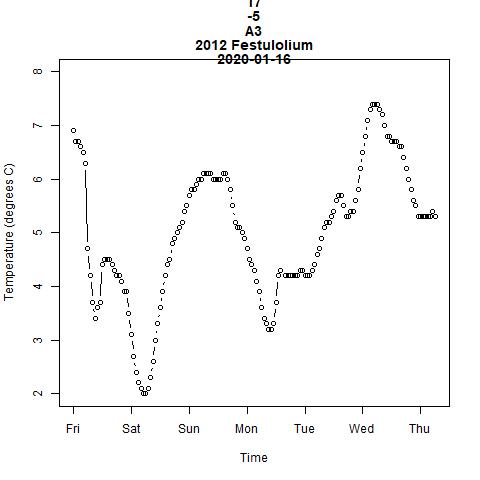 17
-5
A3
2012 Festulolium
2020-01-16
Temperature (degrees C)
8
7
6
5
4
3
2
Fri Sat Sun Mon Tue Wed Thu
Time